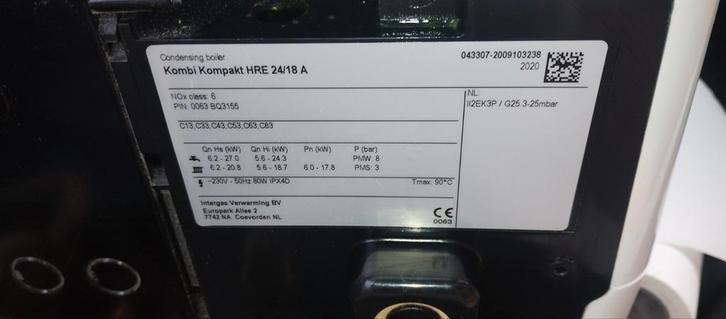 Condensing boiler
Kombi Kompakt HRE 24/18 A
043307-2009103238
2020
NOx class: 6
PIN: 0063 BQ3155
NL:
II2EK3P / G25.3-25mbar
C13,C33,C43,C53,C63,C83
Qn Hs (kW) Qn Hi (kW) Pn (kW) P (bar)
6.2 - 27.0 5.6 - 24.3 PMW: 8
6.2 - 20.8 5.6 - 18.7 6.0 - 17.8 PMS: 3
~230V - 50Hz 80W IPX4D Tmax: 90°C
Intergas Verwarming BV
Europark Allee 2
7742 NA Coevorden NL
CE
0063